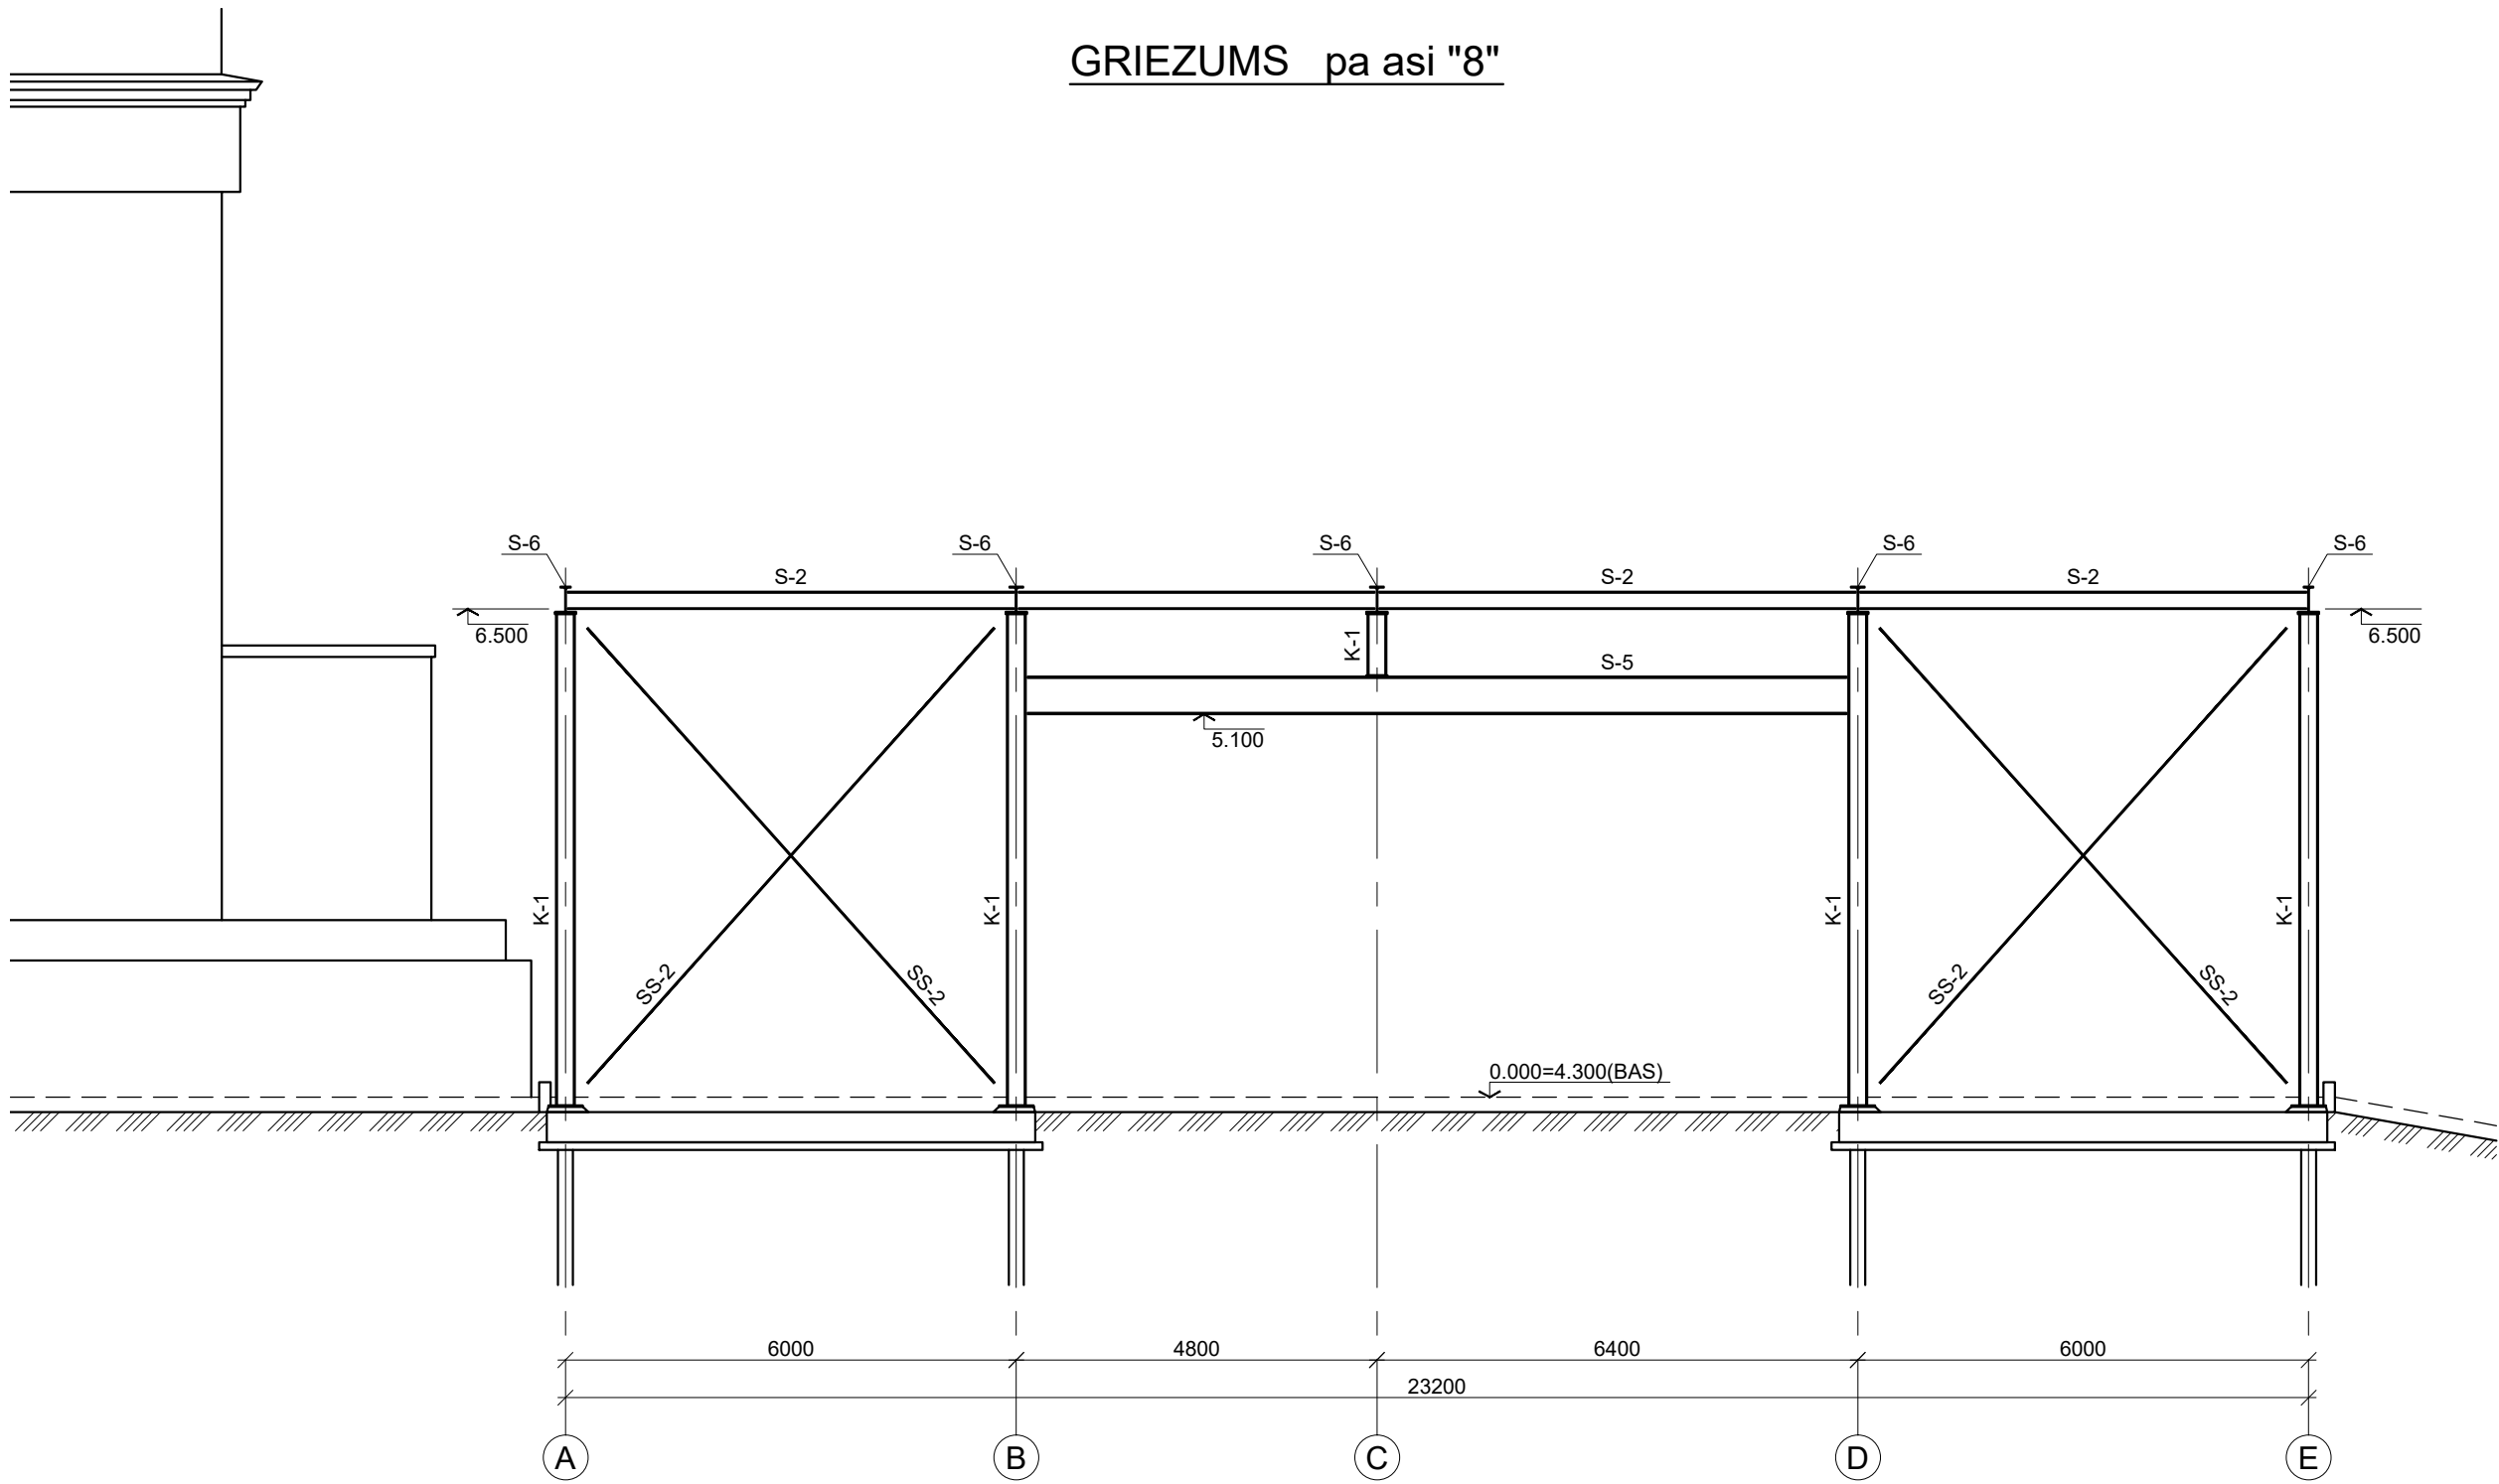 GRIEZUMS pa asi "8"
S-6
S-6
S-6
S-6
S-6
S-2
S-2
S-2
6.500
6.500
K-1
S-5
5.100
K-1
K-1
K-1
K-1
SS-2
SS-2
SS-2
SS-2
0.000=4.300(BAS)
6000
4800
6400
6000
23200
A
B
C
D
E